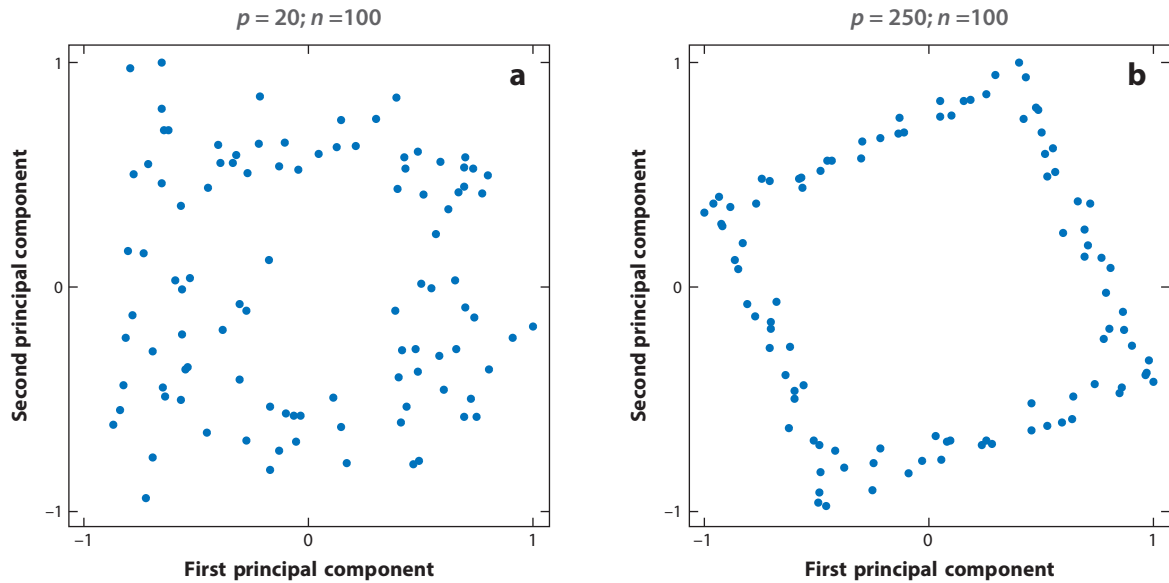 p = 20; n =100
a
1
0
−1
Second principal component
−1
0
1
First principal component
p = 250; n =100
b
1
0
−1
Second principal component
−1
0
1
First principal component